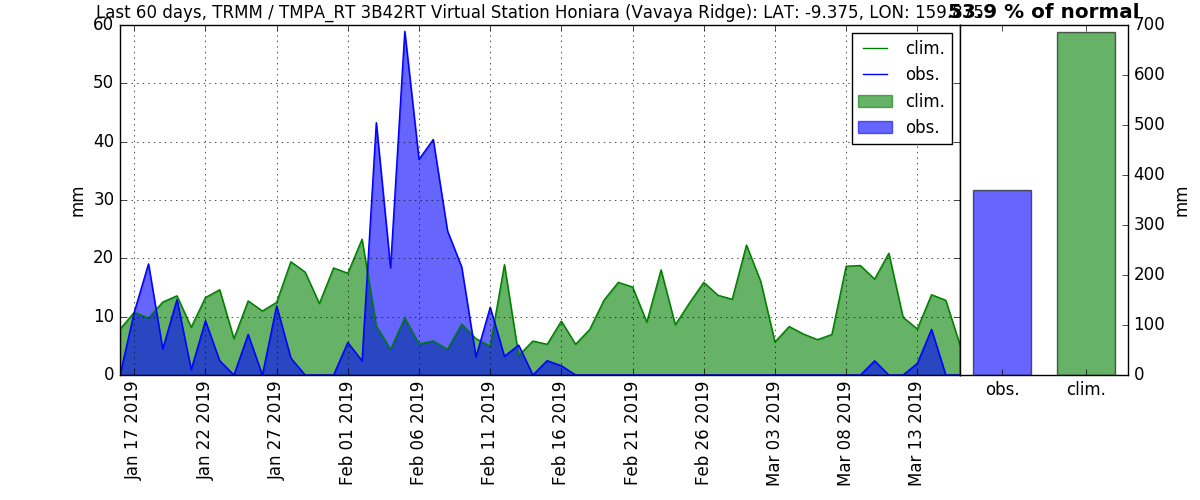 Last 60 days, TRMM / TMPA_RT 3B42RT Virtual Station Honiara (Vavaya Ridge): LAT: -9.375, LON:
53.9 % of normal
60
50
40
30
20
10
0
mm
clim.
obs.
clim.
obs.
700
600
500
400
300
200
100
0
mm
obs.
clim.
Jan 17 2019
Jan 22 2019
Jan 27 2019
Feb 01 2019
Feb 06 2019
Feb 11 2019
Feb 16 2019
Feb 21 2019
Feb 26 2019
Mar 03 2019
Mar 08 2019
Mar 13 2019